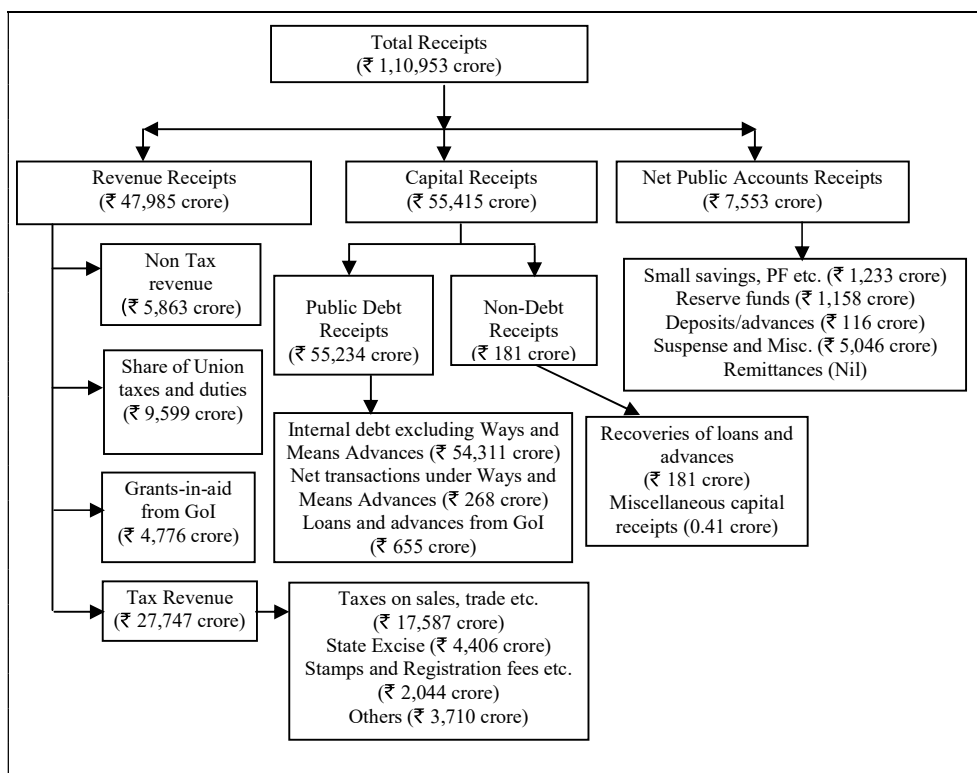 Total Receipts
(₹ 1,10,953 crore)
Revenue Receipts
(₹ 47,985 crore)
Capital Receipts
(₹ 55,415 crore)
Net Public Accounts Receipts
(₹ 7,553 crore)
Non Tax
revenue
(₹ 5,863 crore)
Share of Union
taxes and duties
(₹ 9,599 crore)
Grants-in-aid
from GoI
(₹ 4,776 crore)
Tax Revenue
(₹ 27,747 crore)
Taxes on sales, trade etc.
(₹ 17,587 crore)
State Excise (₹ 4,406 crore)
Stamps and Registration fees etc.
(₹ 2,044 crore)
Others (₹ 3,710 crore)
Public Debt
Receipts
(₹ 55,234 crore)
Non-Debt
Receipts
(₹ 181 crore)
Internal debt excluding Ways and
Means Advances (₹ 54,311 crore)
Net transactions under Ways and
Means Advances (₹ 268 crore)
Loans and advances from GoI
(₹ 655 crore)
Recoveries of loans and
advances
(₹ 181 crore)
Miscellaneous capital
receipts (0.41 crore)
Small savings, PF etc. (₹ 1,233 crore)
Reserve funds (₹ 1,158 crore)
Deposits/advances (₹ 116 crore)
Suspense and Misc. (₹ 5,046 crore)
Remittances (Nil)